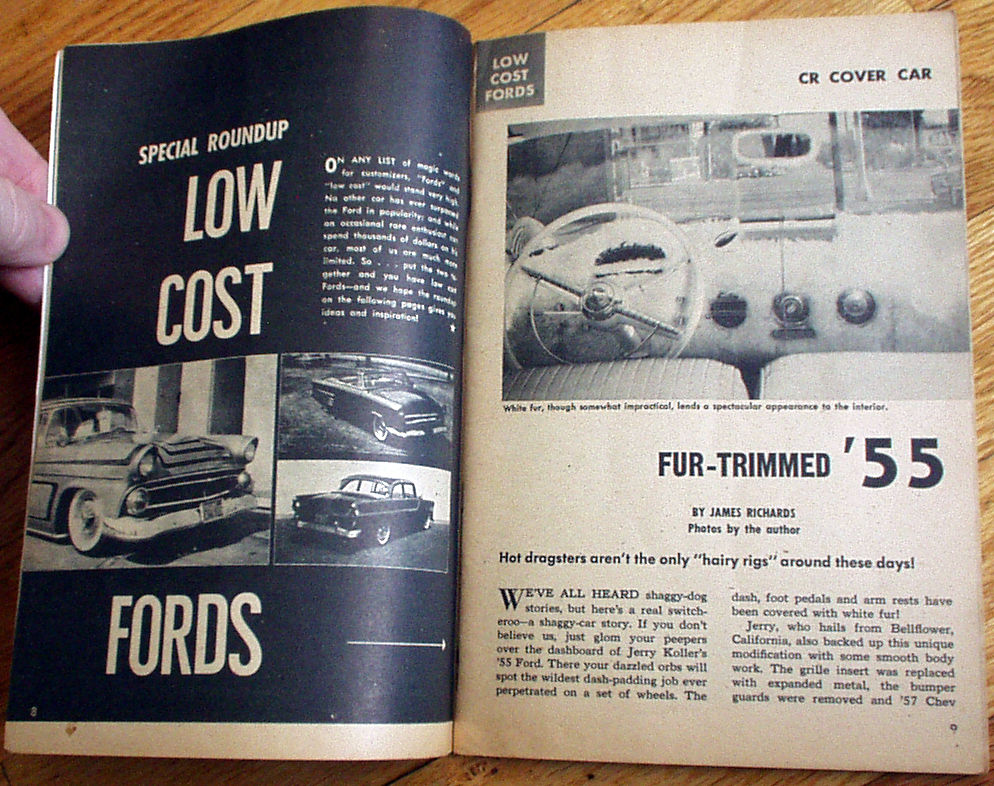 SPECIAL ROUNDUP
LOW
COST
FORDS
ON ANY LIST of magic words
for customizers, "Fords" and
"low cost" would stand very high.
No other car has ever surpassed
the Ford in popularity; and while
an occasional rare enthusiast may
spend thousands of dollars on his
car, most of us are much more
limited. So . . . put the two to-
gether and you have low cost
Fords—and we hope the roundup
on the following pages gives you
ideas and inspiration!
8
LOW
COST
FORDS
CR COVER CAR
White fur, though somewhat impractical, lends a spectacular appearance to the interior.
FUR-TRIMMED '55
BY JAMES RICHARDS
Photos by the author
Hot dragsters aren't the only "hairy rigs" around these days!
WE'VE ALL HEARD shaggy-dog
stories, but here's a real switch-
eroo—a shaggy-car story. If you don't
believe us, just glom your peepers
over the dashboard of Jerry Koller's
'55 Ford. There your dazzled orbs will
spot the wildest dash-padding job ever
perpetrated on a set of wheels. The
dash, foot pedals and arm rests have
been covered with white fur!
Jerry, who hails from Bellflower,
California, also backed up this unique
modification with some smooth body
work. The grille insert was replaced
with expanded metal, the bumper
guards were removed and '57 Chev
9